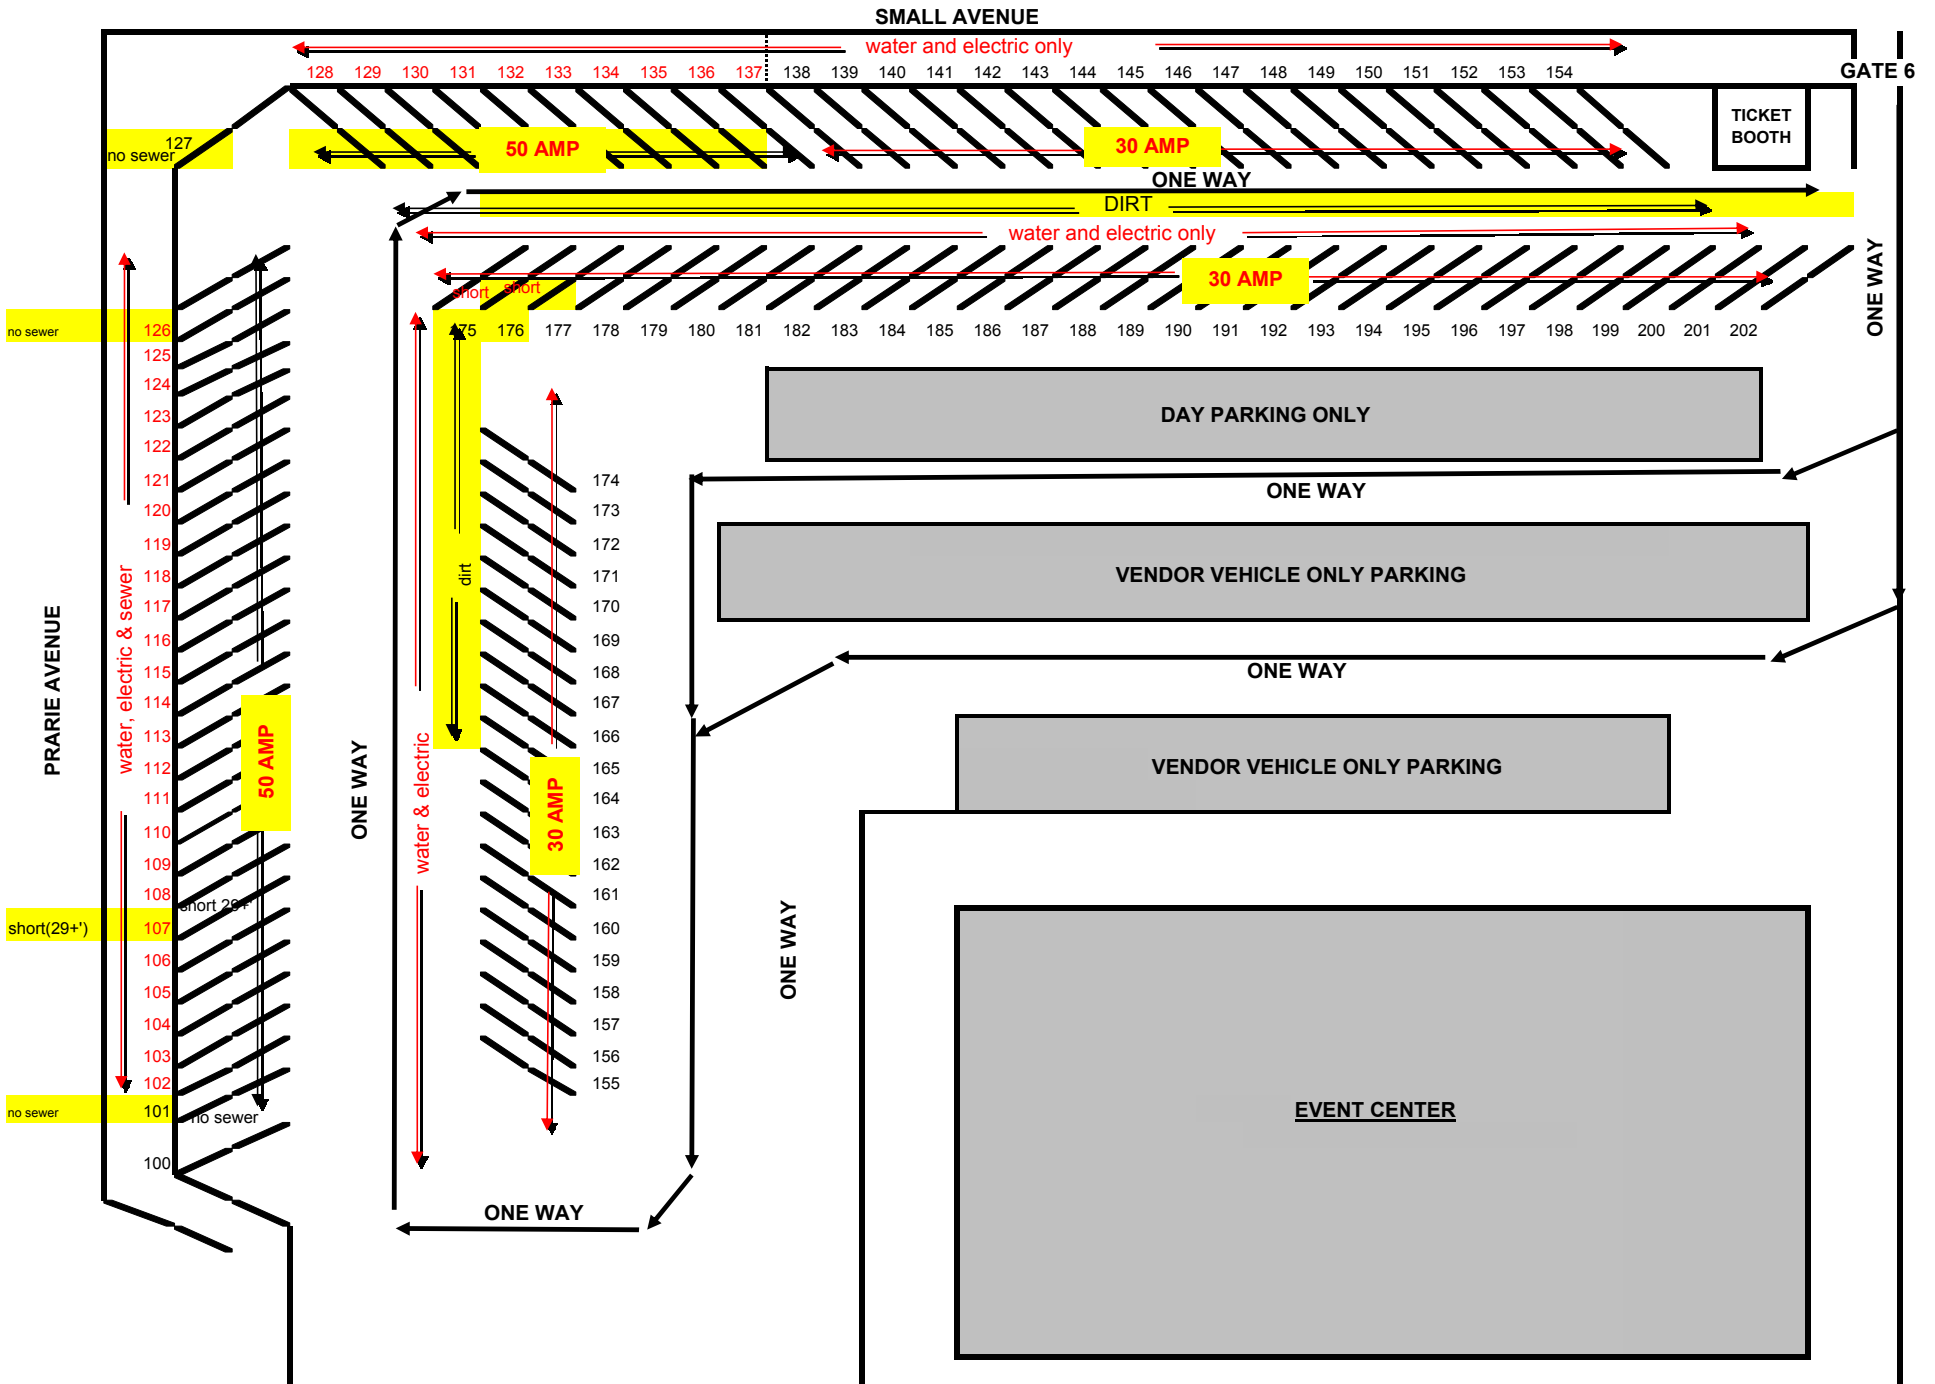 SMALL AVENUE
water and electric only
GATE 6
128 129 130 131 132 133 134 135 136 137 138 139 140 141 142 143 144 145 146 147 148 149 150 151 152 153 154
TICKET
BOOTH
127
no sewer
50 AMP
30 AMP
ONE WAY
DIRT
water and electric only
30 AMP
short short
ONE WAY
no sewer 126
175 176 177 178 179 180 181 182 183 184 185 186 187 188 189 190 191 192 193 194 195 196 197 198 199 200 201 202
125
124
123
122
121
120
119
118
117
116
115
114
113
112
111
110
109
108
short 29+'
short(29+') 107
106
105
104
103
102
no sewer 101
no sewer
100
PRARIE AVENUE
water, electric & sewer
50 AMP
ONE WAY
water & electric
dirt
30 AMP
174
173
172
171
170
169
168
167
166
165
164
163
162
161
160
159
158
157
156
155
ONE WAY
ONE WAY
DAY PARKING ONLY
ONE WAY
VENDOR VEHICLE ONLY PARKING
ONE WAY
VENDOR VEHICLE ONLY PARKING
EVENT CENTER